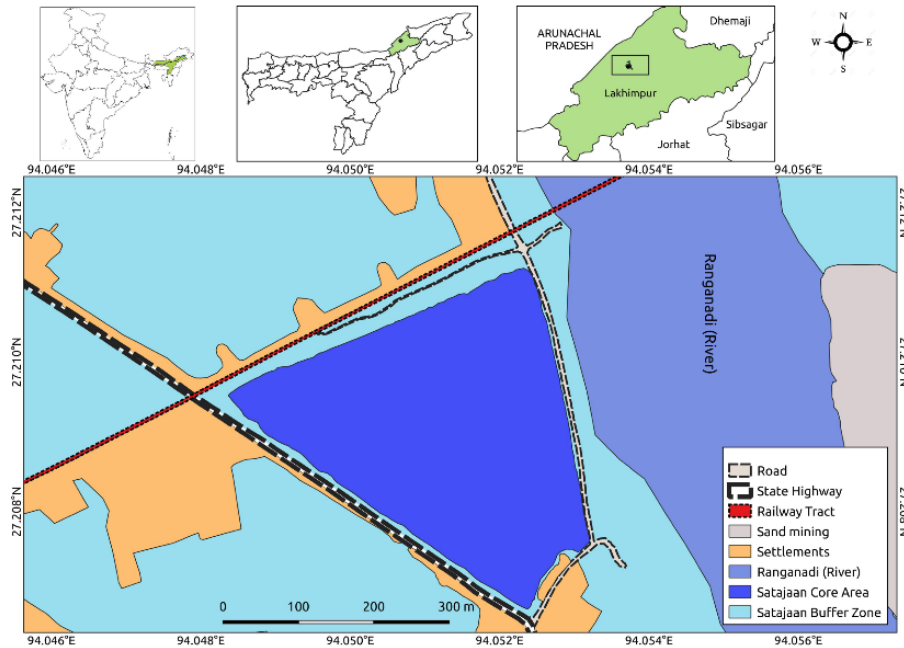 Dhemaji
ARUNACHAL
PRADESH
Lakhimpur
Sibsagar
Jorhat
N
W E
S
94.046°E 94.048°E 94.050°E 94.052°E 94.054°E 94.056°E
27.212°N
27.210°N
27.208°N
Ranganadi (River)
Road
State Highway
Railway Tract
Sand mining
Settlements
Ranganadi (River)
Satajaan Core Area
Satajaan Buffer Zone
0 100 200 300 m
94.046°E 94.048°E 94.050°E 94.052°E 94.054°E 94.056°E